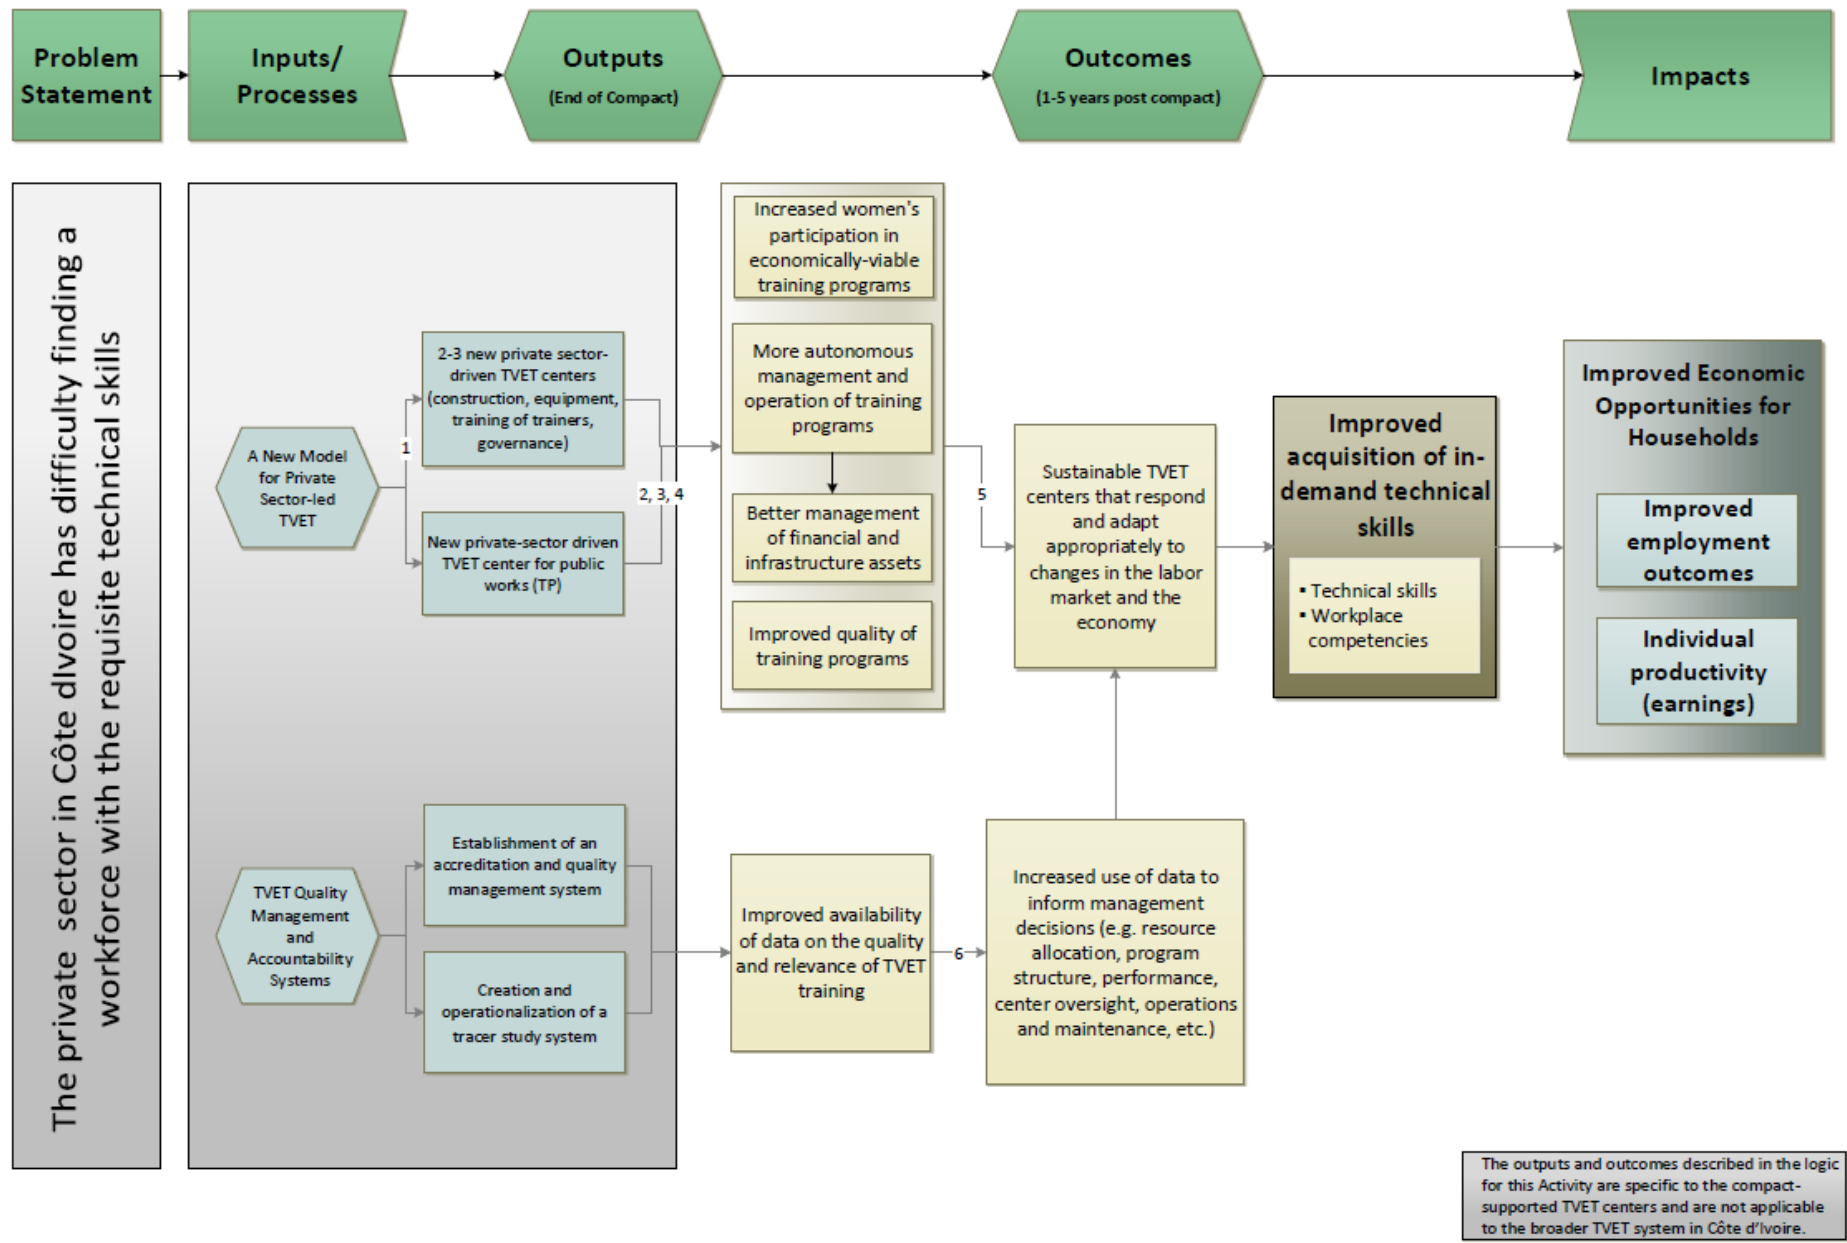 Problem
Statement
Inputs/
Processes
Outputs
(End of Compact)
Outcomes
(1-5 years post compact)
Impacts
The private sector in Côte dIvoire has difficulty finding a
workforce with the requisite technical skills
A New Model
for Private
Sector-led
TVET
1
2-3 new private sector-
driven TVET centers
(construction, equipment,
training of trainers,
governance)
New private-sector driven
TVET center for public
works (TP)
2, 3, 4
Increased women's
participation in
economically-viable
training programs
More autonomous
management and
operation of training
programs
Better management
of financial and
infrastructure assets
Improved quality of
training programs
5
Sustainable TVET
centers that respond
and adapt
appropriately to
changes in the labor
market and the
economy
Improved
acquisition of in-
demand technical
skills
▪ Technical skills
▪ Workplace
competencies
Improved Economic
Opportunities for
Households
Improved
employment
outcomes
Individual
productivity
(earnings)
TVET Quality
Management
and
Accountability
Systems
Establishment of an
accreditation and quality
management system
Creation and
operationalization of a
tracer study system
Improved availability
of data on the quality
and relevance of TVET
training
6
Increased use of data to
inform management
decisions (e.g. resource
allocation, program
structure, performance,
center oversight, operations
and maintenance, etc.)
The outputs and outcomes described in the logic
for this Activity are specific to the compact-
supported TVET centers and are not applicable
to the broader TVET system in Côte d'Ivoire.